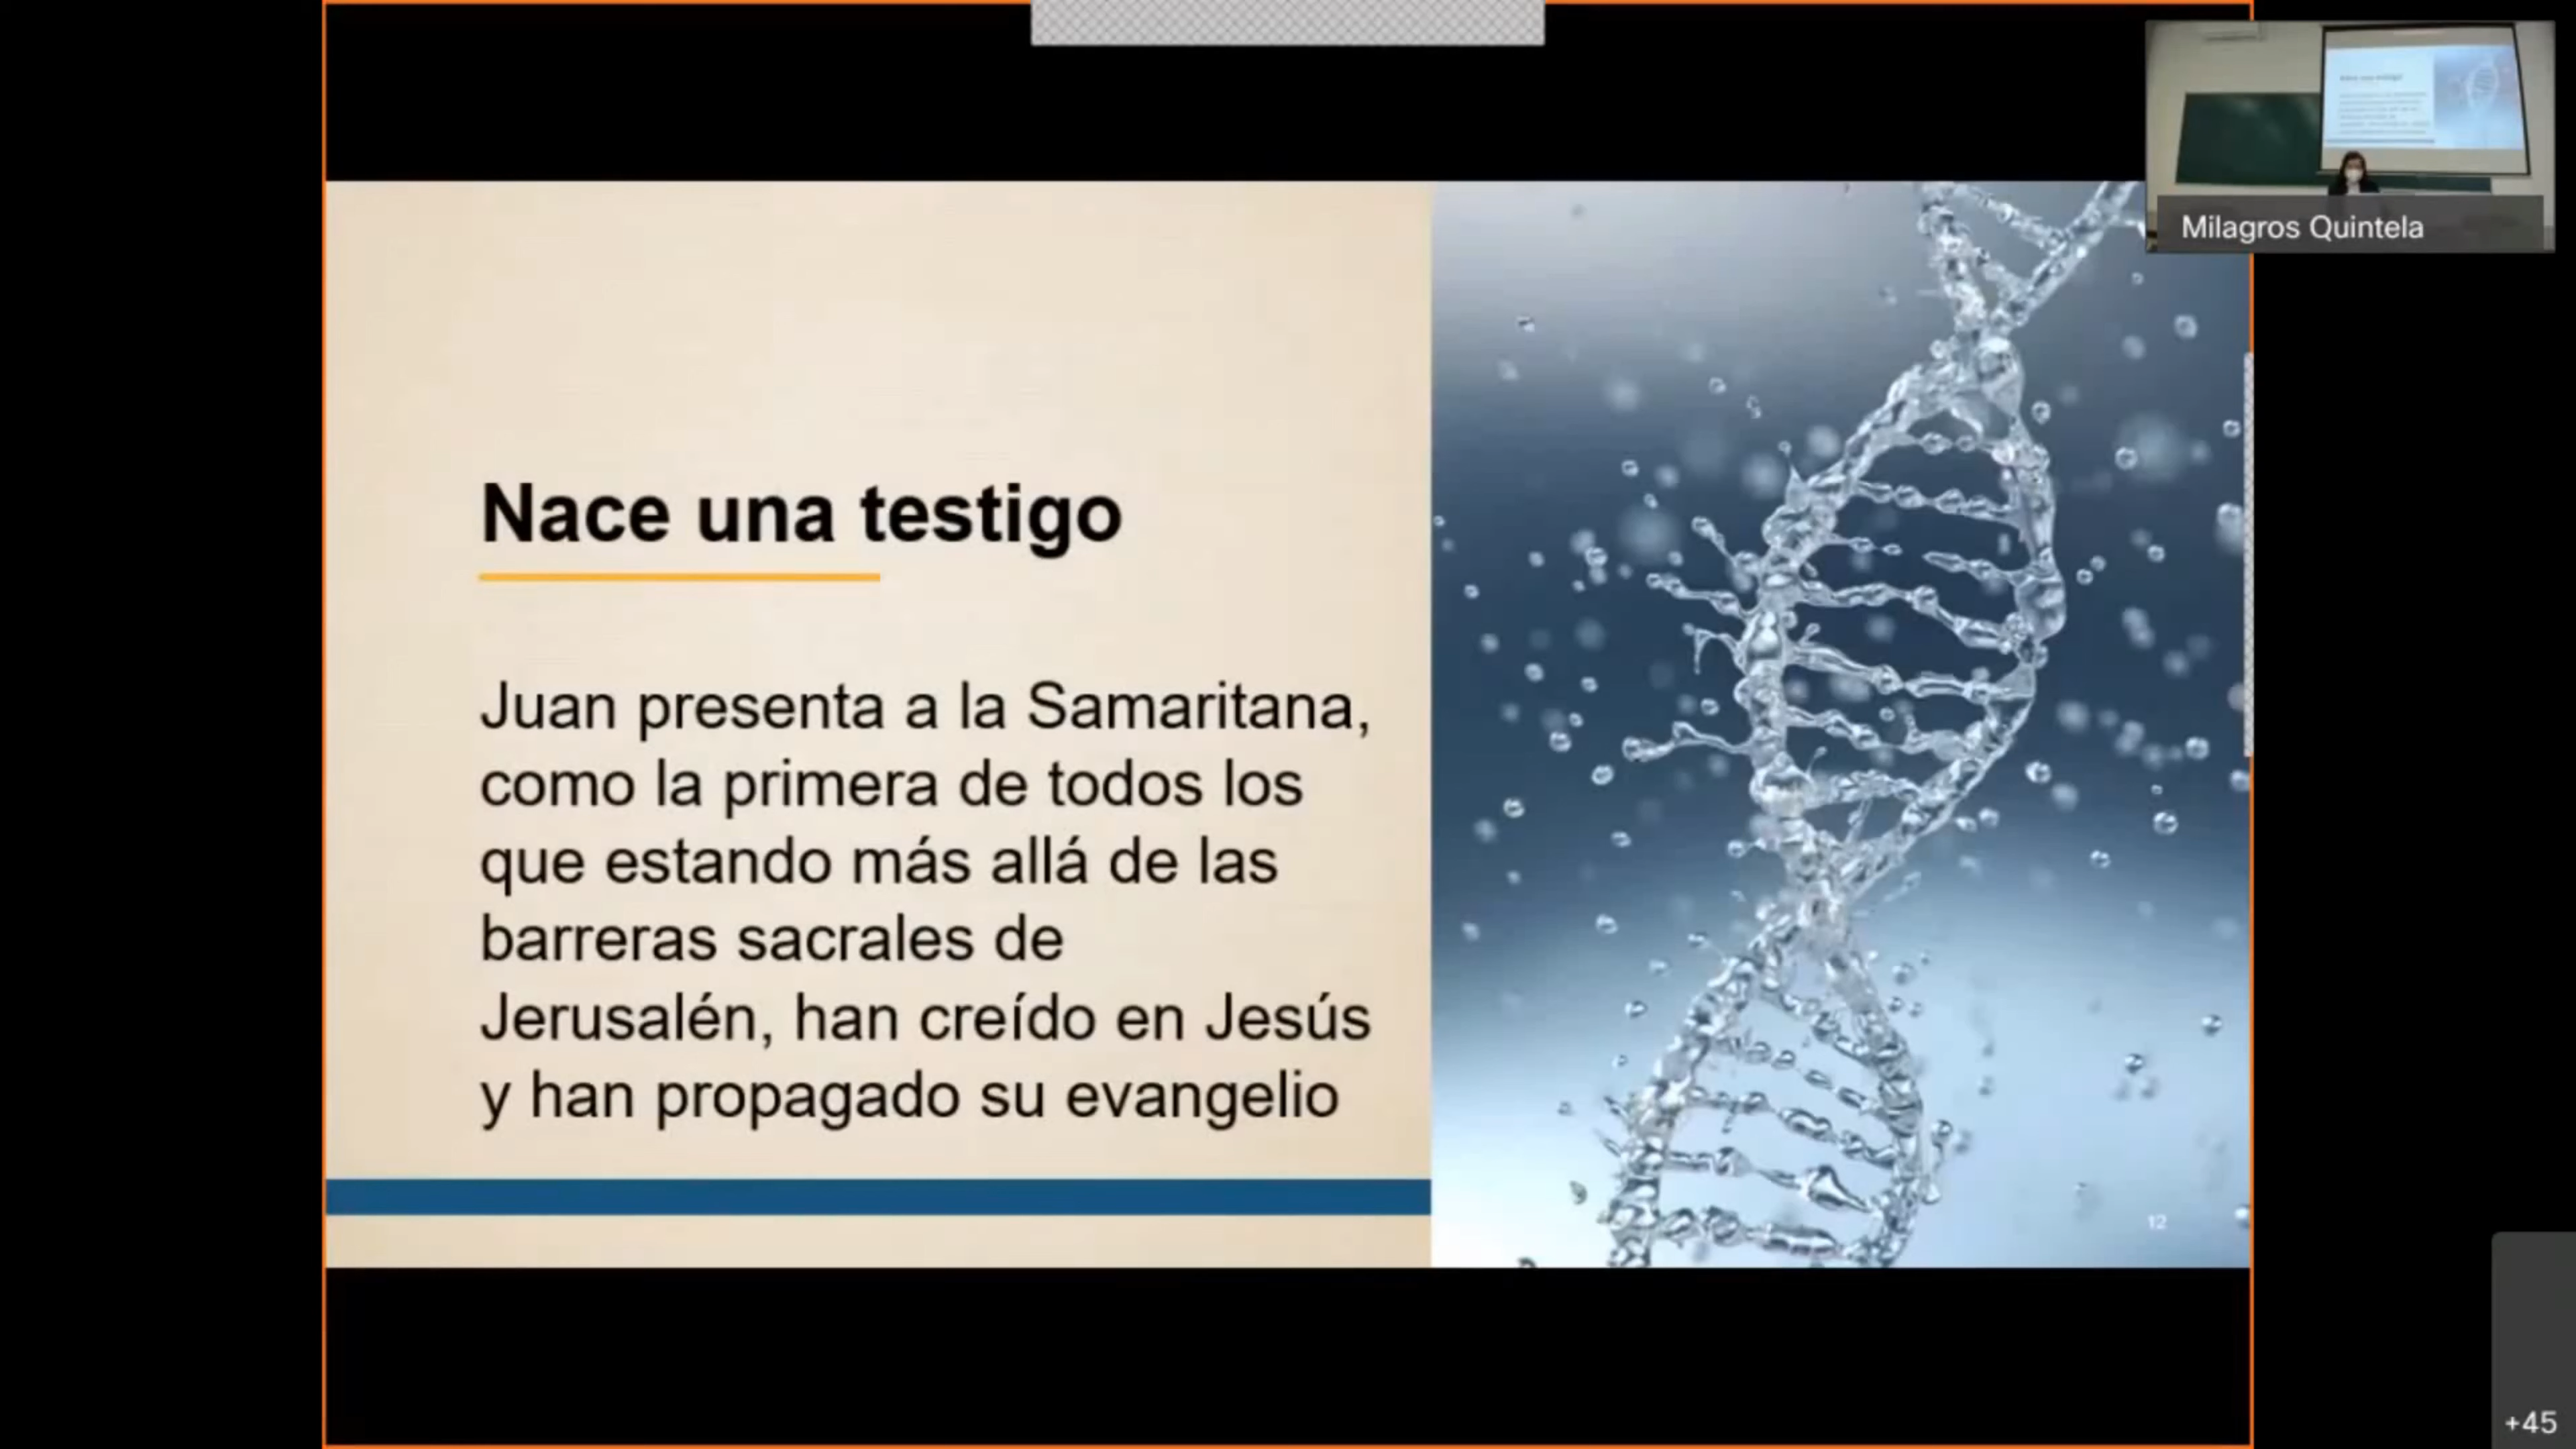 Milagros Quintela
Nace una testigo
Juan presenta a la Samaritana,
como la primera de todos los
que estando más allá de las
barreras sacrales de
Jerusalén, han creído en Jesús
y han propagado su evangelio
12
+45